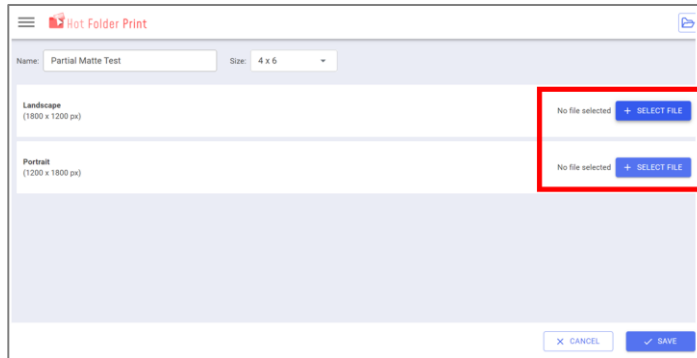 Hot Folder Print
Name: Partial Matte Test Size: 4 x 6
Landscape
(1800 x 1200 px)
No file selected + SELECT FILE
Portrait
(1200 x 1800 px)
No file selected + SELECT FILE
CANCEL SAVE